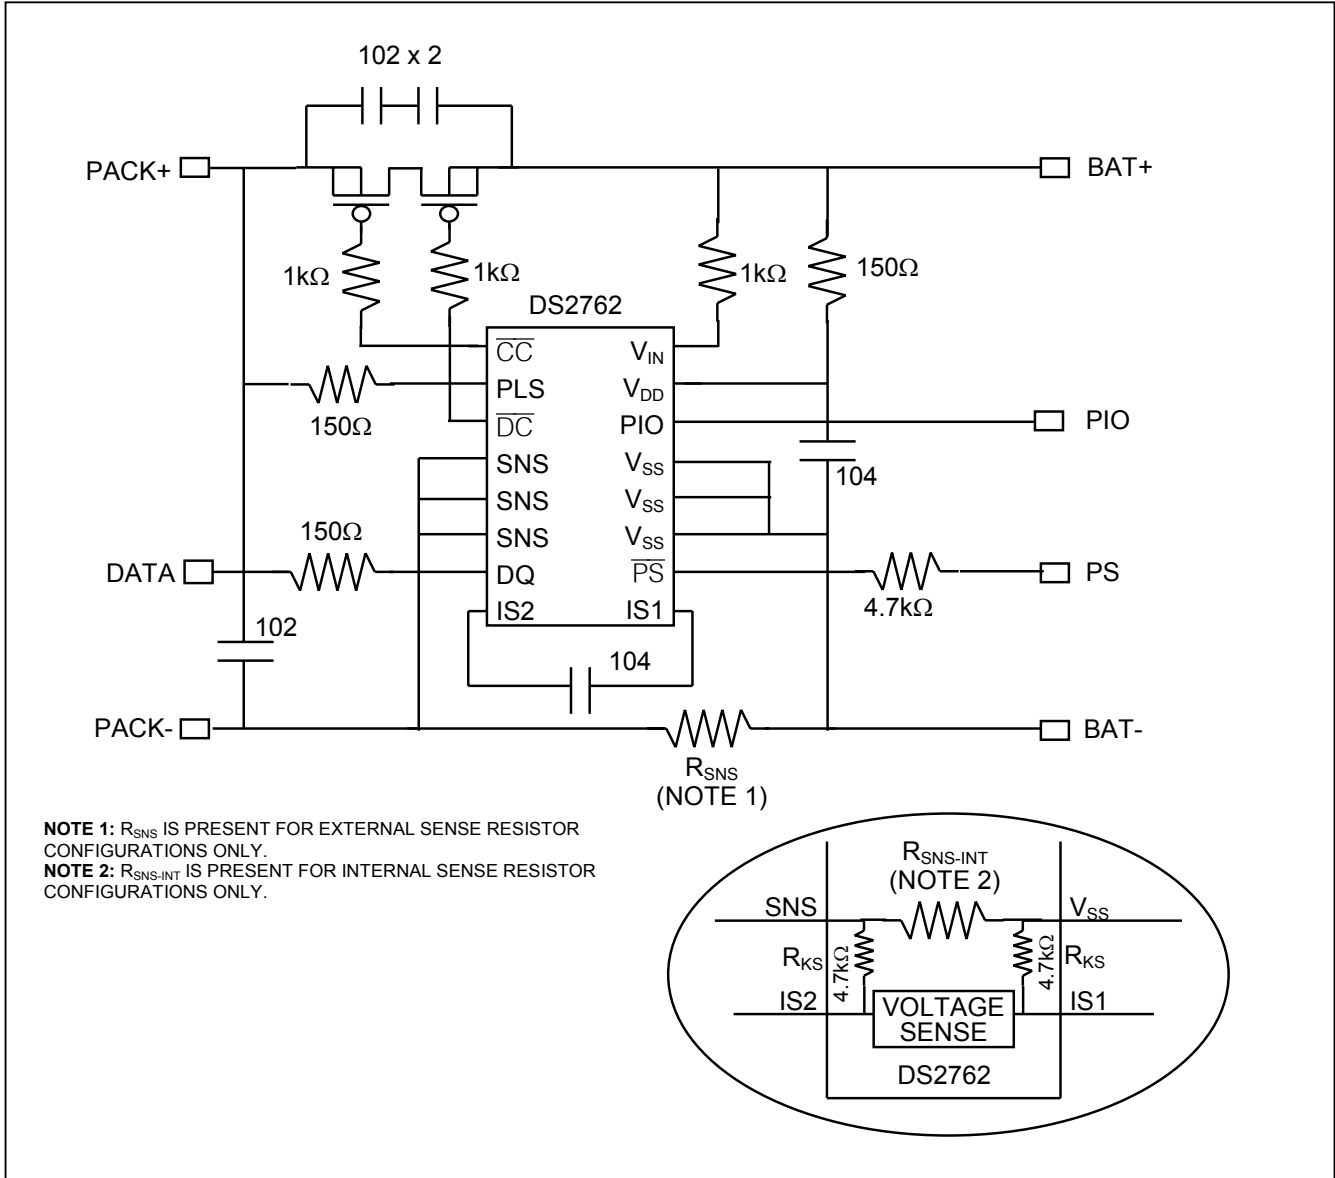 102 x 2
PACK+
BAT+
1kΩ
1kΩ
1kΩ
150Ω
DS2762
CC
VIN
PLS
VDD
150Ω
DC
PIO
PIO
SNS
VSS
104
SNS
VSS
150Ω
SNS
VSS
DATA
DQ
PS
PS
4.7kΩ
IS2
IS1
102
104
PACK-
BAT-
RSNS
(NOTE 1)
NOTE 1: RSNS IS PRESENT FOR EXTERNAL SENSE RESISTOR
CONFIGURATIONS ONLY.
NOTE 2: RSNS-INT IS PRESENT FOR INTERNAL SENSE RESISTOR
CONFIGURATIONS ONLY.
RSNS-INT
(NOTE 2)
SNS
VSS
RKS
4.7kΩ
4.7kΩ
RKS
IS2
IS1
VOLTAGE
SENSE
DS2762